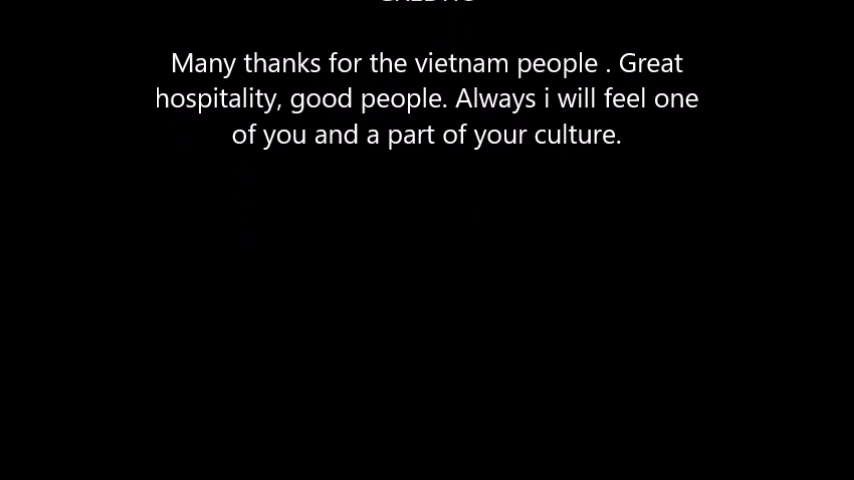 CREDITS
Many thanks for the vietnam people . Great
hospitality, good people. Always i will feel one
of you and a part of your culture.